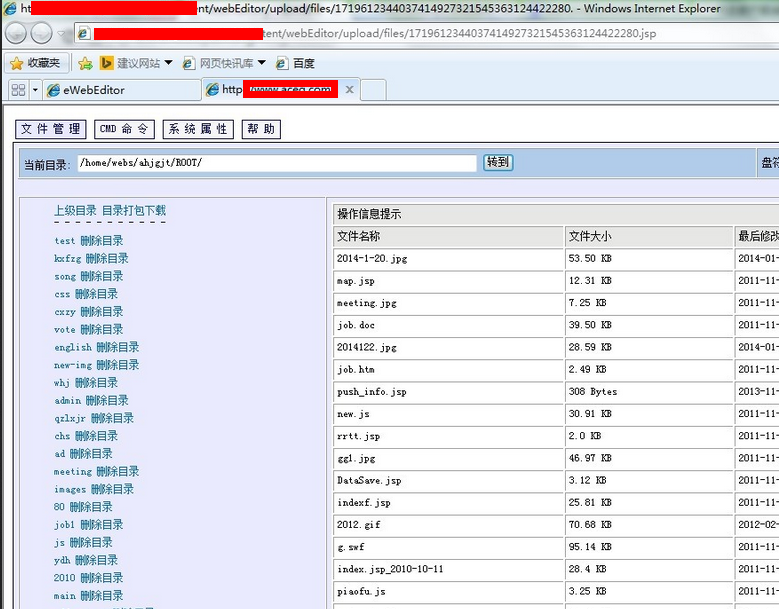 ht nt/webEditor/upload/files/17196123440374149273215453631244​22280. - Windows Internet Explorer
tent/webEditor/upload/files/1719612344037414927321545363124422280.jsp
收藏夹 建议网站 网页快讯库 百度
eWebEditor http X
文件管理 CMD 命令 系统属性 帮助
当前目录: /home/webs/ahjgjt/ROOT/ 转到 盘符
上级目录 目录打包下载 操作信息提示
文件名称 文件大小 最后修改
test 删除目录
kxfzg 删除目录
song 删除目录
css 删除目录
cxzy 删除目录
vote 删除目录
english 删除目录
new-img 删除目录
whj 删除目录
admin 删除目录
qzlxjr 删除目录
chs 删除目录
ad 删除目录
meeting 删除目录
images 删除目录
80 删除目录
job1 删除目录
js 删除目录
ydh 删除目录
2010 删除目录
main 删除目录
2014-1-20.jpg 53.50 KB 2014-01-
map.jsp 12.31 KB 2011-11-
meeting.jpg 7.25 KB 2011-11-
job.doc 39.50 KB 2011-11-
2014122.jpg 28.59 KB 2014-01-
job.htm 2.49 KB 2011-11-
push_info.jsp 308 Bytes 2013-11-
new.js 30.91 KB 2011-11-
rrtt.jsp 2.0 KB 2011-11-
gg1.jpg 46.97 KB 2011-11-
DataSave.jsp 3.12 KB 2011-11-
indexf.jsp 25.81 KB 2011-11-
2012.gif 70.68 KB 2012-02-
g.swf 95.14 KB 2011-11-
index.jsp_2010-10-11 28.4 KB 2011-11-
piaofu.js 3.25 KB 2011-11-